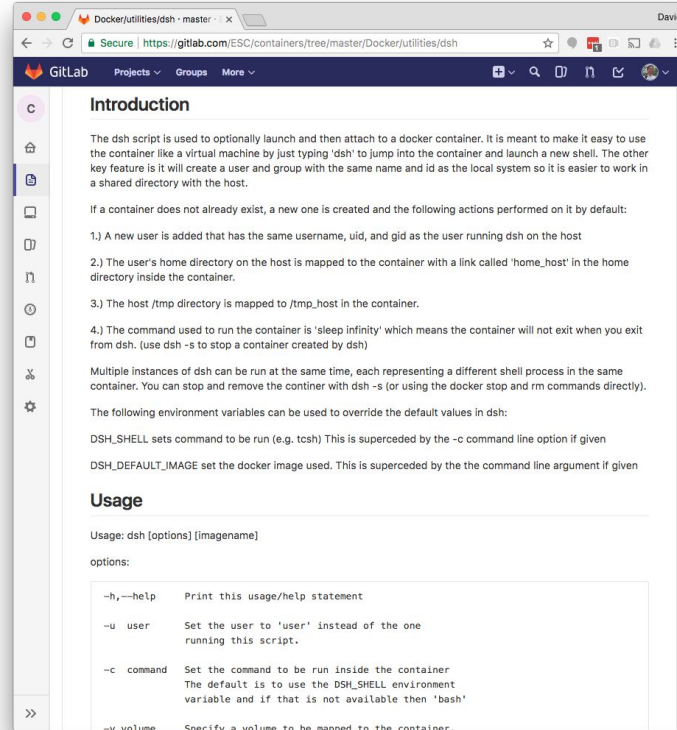 Docker/utilities/dsh · master ·
Davi
Secure | https://gitlab.com/ESC/containers/tree/master/Docker/utilities/dsh
GitLab Projects Groups More
C
Introduction
The dsh script is used to optionally launch and then attach to a docker container. It is meant to make it easy to use
the container like a virtual machine by just typing 'dsh' to jump into the container and launch a new shell. The other
key feature is it will create a user and group with the same name and id as the local system so it is easier to work in
a shared directory with the host.
If a container does not already exist, a new one is created and the following actions performed on it by default:
1.) A new user is added that has the same username, uid, and gid as the user running dsh on the host
2.) The user's home directory on the host is mapped to the container with a link called 'home_host' in the home
directory inside the container.
3.) The host /tmp directory is mapped to /tmp_host in the container.
4.) The command used to run the container is 'sleep infinity' which means the container will not exit when you exit
from dsh. (use dsh -s to stop a container created by dsh)
Multiple instances of dsh can be run at the same time, each representing a different shell process in the same
container. You can stop and remove the continer with dsh -s (or using the docker stop and rm commands directly).
The following environment variables can be used to override the default values in dsh:
DSH_SHELL sets command to be run (e.g. tcsh) This is superceded by the -c command line option if given
DSH_DEFAULT_IMAGE set the docker image used. This is superceded by the the command line argument if given
Usage
Usage: dsh [options] [imagename]
options:
-h,--help Print this usage/help statement
-u user Set the user to 'user' instead of the one
running this script.
-c command Set the command to be run inside the container
The default is to use the DSH_SHELL environment
variable and if that is not available then 'bash'
-v volume Specify a volume to be mapped to the container.